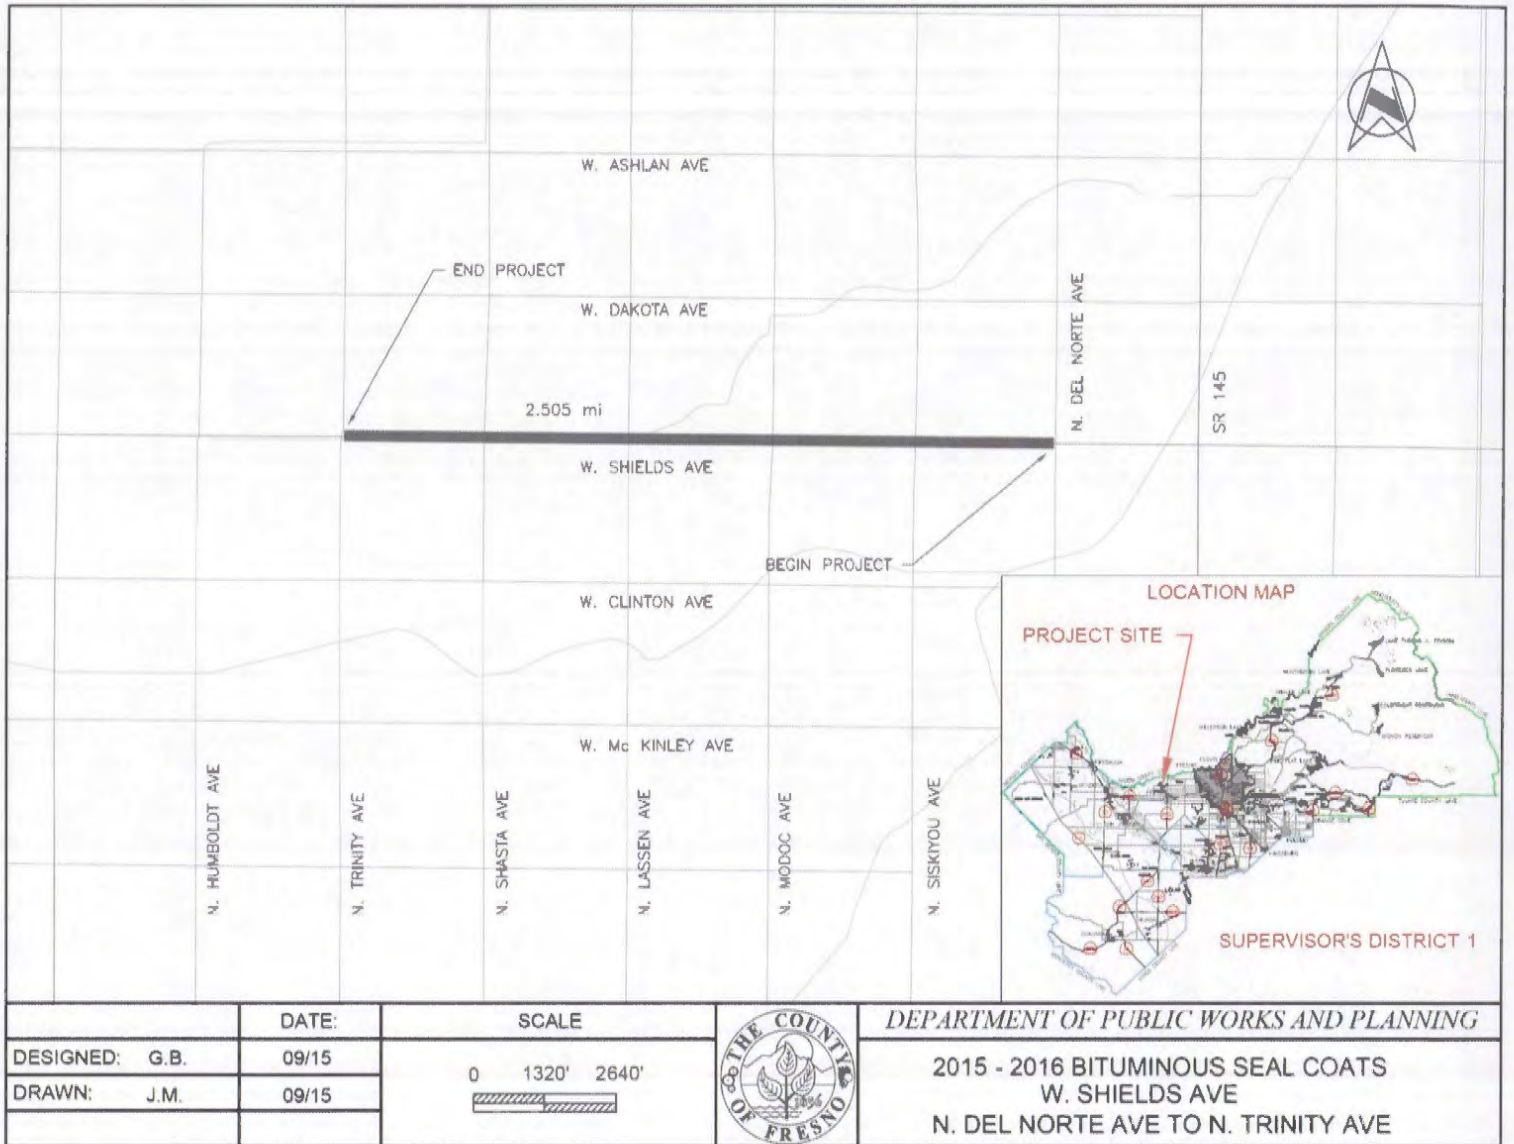 W. ASHLAN AVE
END PROJECT
W. DAKOTA AVE
N. DEL NORTE AVE
SR 145
2.505 mi
W. SHIELDS AVE
BEGIN PROJECT
W. CLINTON AVE
W. Mc KINLEY AVE
N. HUMBOLDT AVE
N. TRINITY AVE
N. SHASTA AVE
N. LASSEN AVE
N. MODOC AVE
N. SISKIYOU AVE
LOCATION MAP
PROJECT SITE
SUPERVISOR'S DISTRICT 1
DATE:
SCALE
DESIGNED: G.B. 09/15
DRAWN: J.M. 09/15
0 1320' 2640'
THE COUNTY OF FRESNO
1856
DEPARTMENT OF PUBLIC WORKS AND PLANNING
2015 - 2016 BITUMINOUS SEAL COATS
W. SHIELDS AVE
N. DEL NORTE AVE TO N. TRINITY AVE